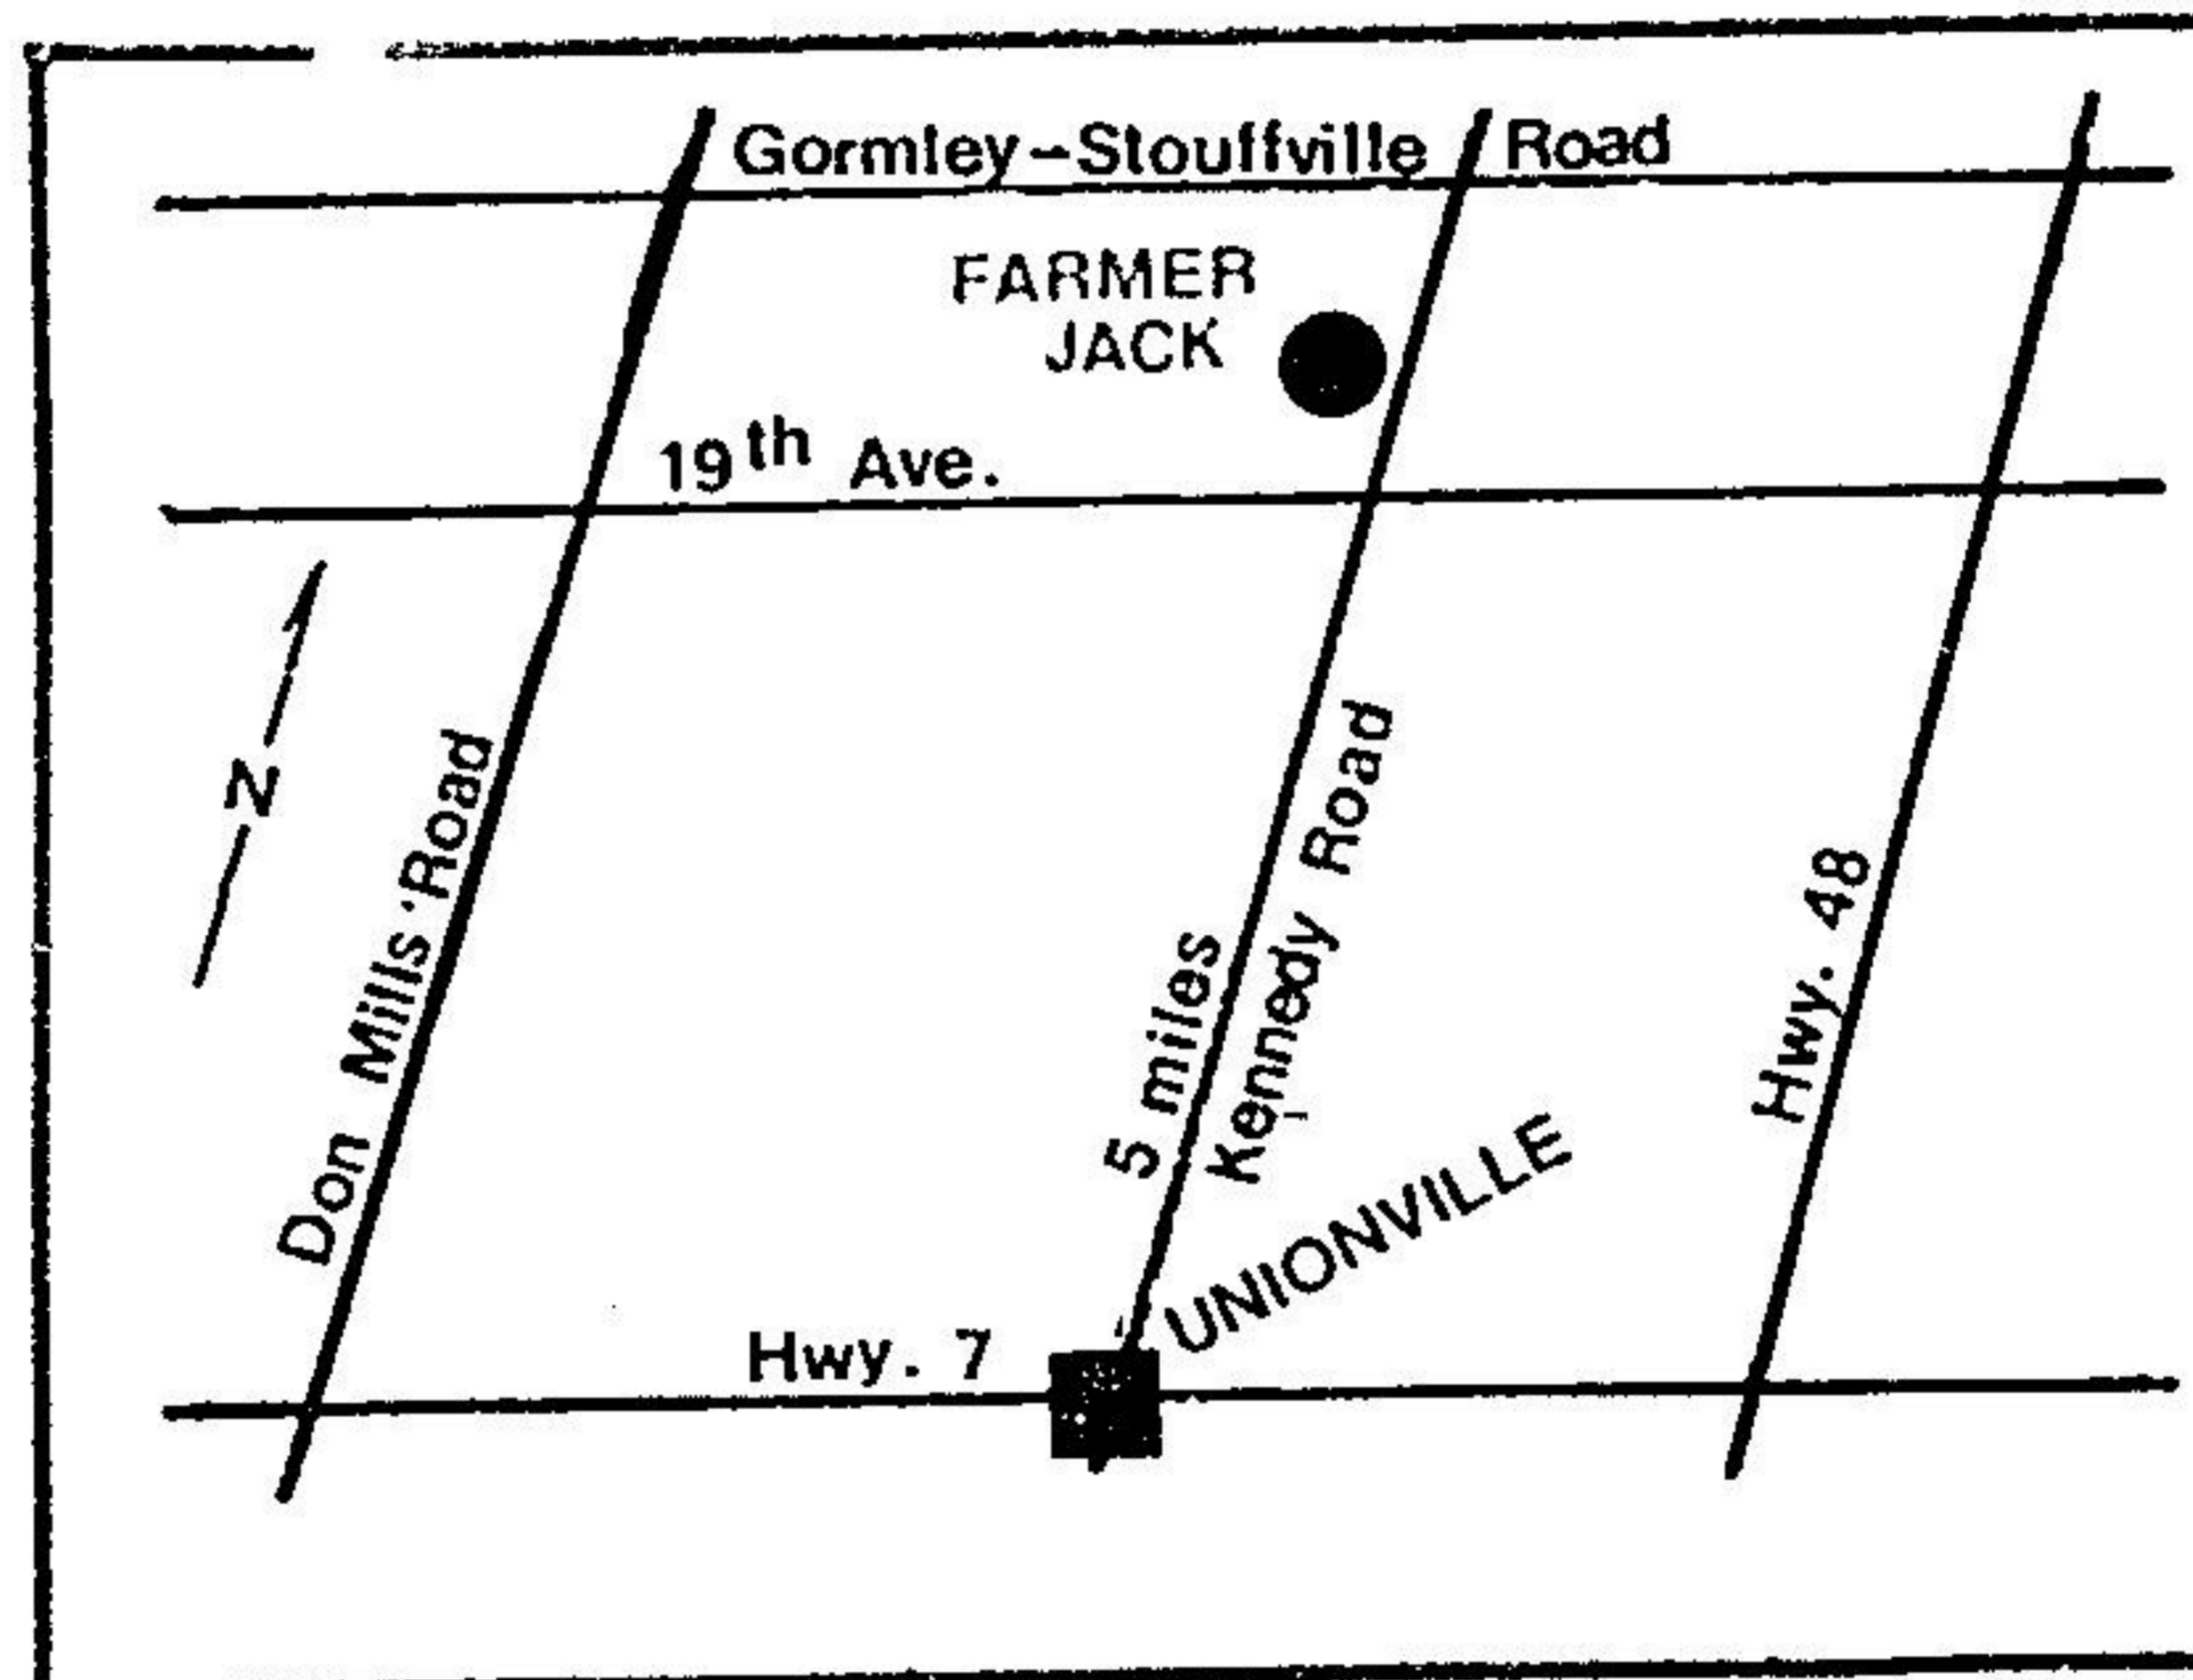 Gormley-Stouffville Road
FARMER
JACK
19th Ave.
N
Don Mills Road
5 miles
Kennedy Road
Hwy. 48
UNIONVILLE
Hwy. 7